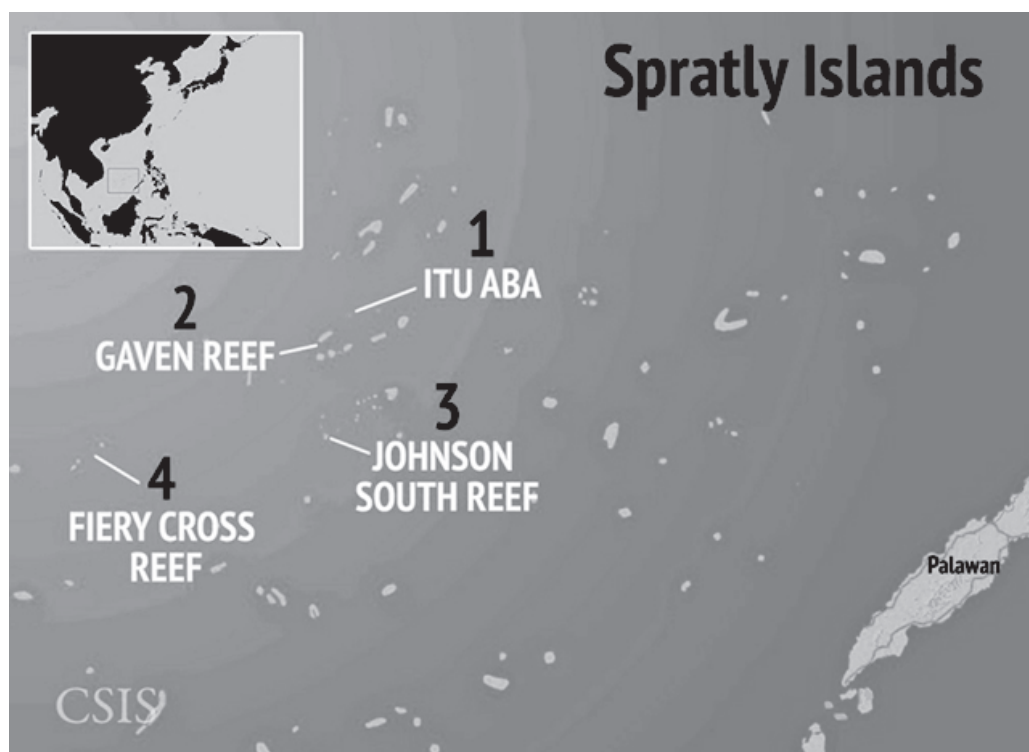 Spratly Islands
1
ITU ABA
2
GAVEN REEF
3
JOHNSON
SOUTH REEF
4
FIERY CROSS
REEF
Palawan
CSIS